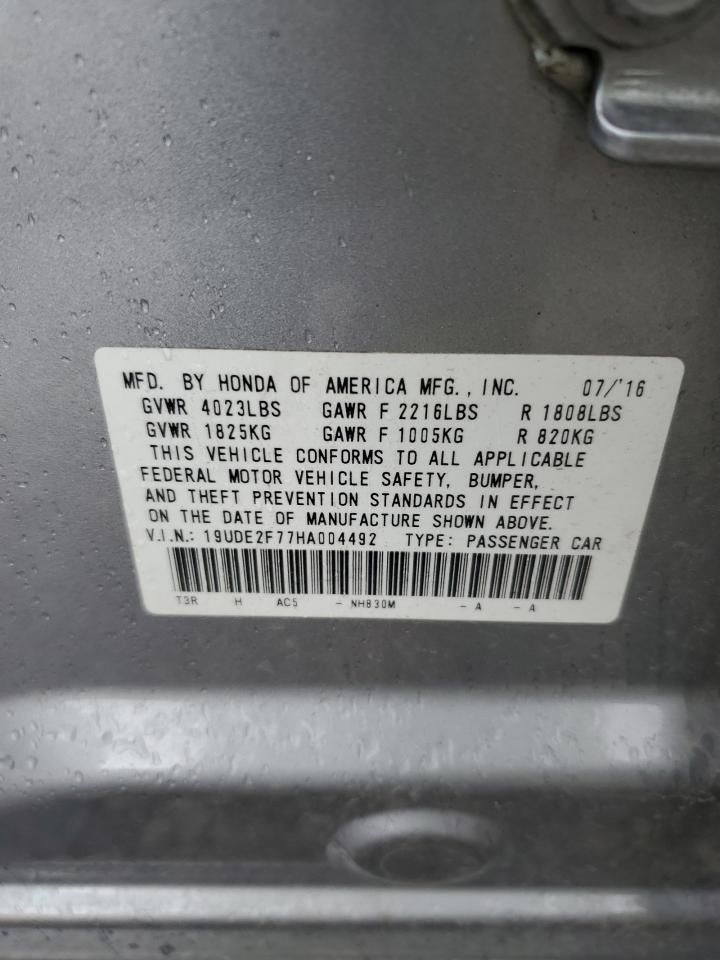 MFD. BY HONDA OF AMERICA MFG., INC. 07/'16
GVWR 4023LBS GAWR F 2216LBS R 1808LBS
GVWR 1825KG GAWR F 1005KG R 820KG
THIS VEHICLE CONFORMS TO ALL APPLICABLE
FEDERAL MOTOR VEHICLE SAFETY, BUMPER,
AND THEFT PREVENTION STANDARDS IN EFFECT
ON THE DATE OF MANUFACTURE SHOWN ABOVE.
V.I.N.: 19UDE2F77HA004492 TYPE: PASSENGER CAR
T3R H AC5 - NH830M - A - A